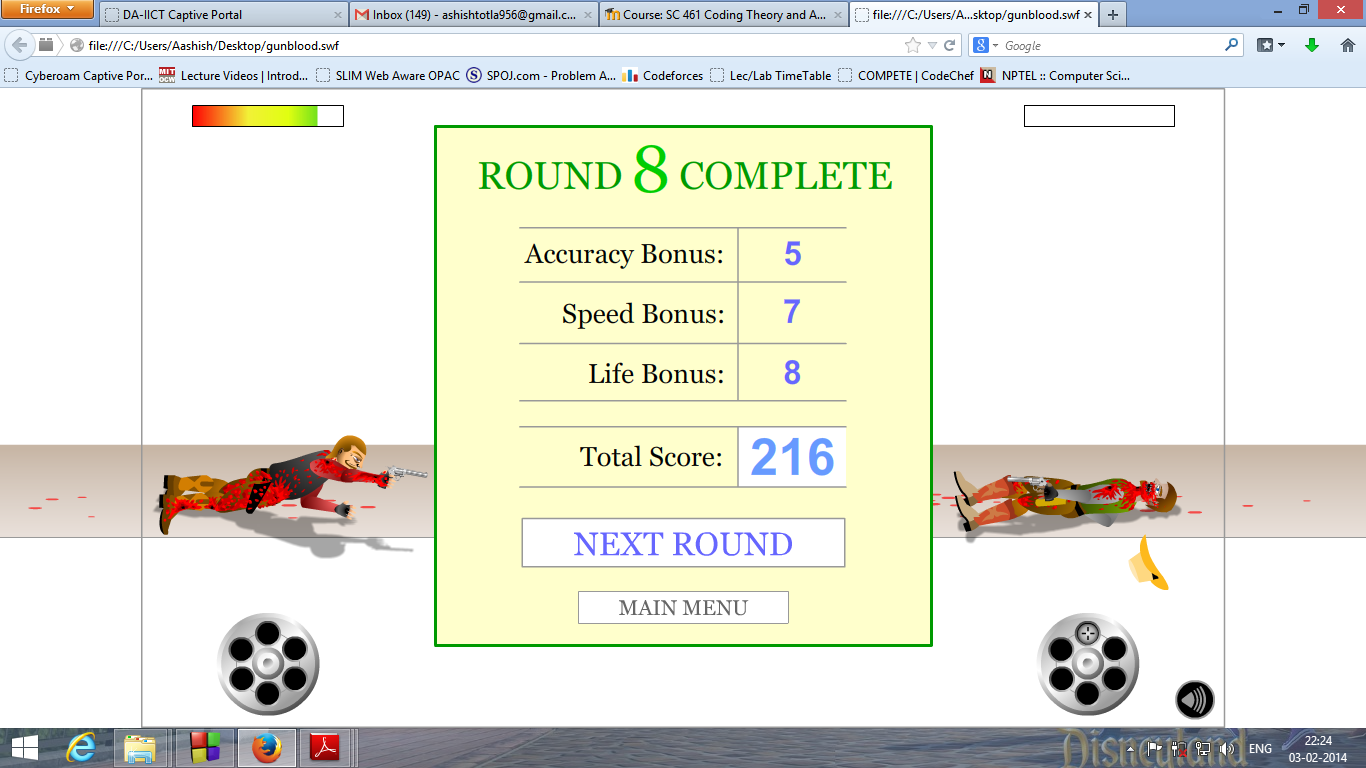 Firefox
DA-IICT Captive Portal
Inbox (149) - ashishtotla956@gmail.c...
Course: SC 461 Coding Theory and A...
file:///C:/Users/A...sktop/gunblood.swf
file:///C:/Users/Aashish/Desktop/gunblood.swf
Google
Cyberoam Captive Por...
MIT OCW Lecture Videos | Introd...
SLIM Web Aware OPAC
SPOJ.com - Problem A...
Codeforces
Lec/Lab TimeTable
COMPETE | CodeChef
NPTEL :: Computer Sci...
ROUND 8 COMPLETE
Accuracy Bonus: 5
Speed Bonus: 7
Life Bonus: 8
Total Score: 216
NEXT ROUND
MAIN MENU
Disneyland
ENG
22:24
03-02-2014